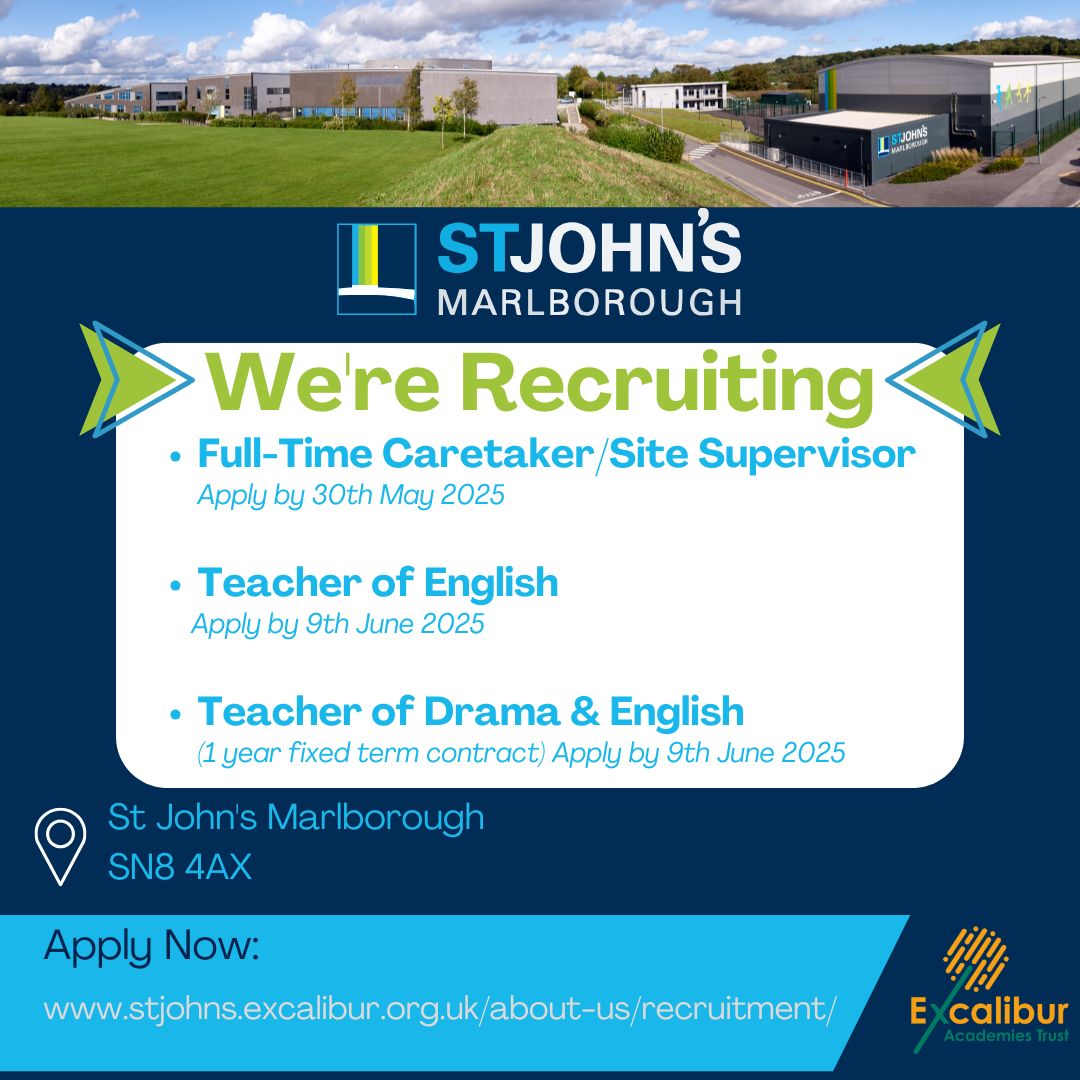 STJOHN'S
MARLBOROUGH
STJOHN'S
MARLBOROUGH
We're Recruiting
• Full-Time Caretaker/Site Supervisor
Apply by 30th May 2025
• Teacher of English
Apply by 9th June 2025
• Teacher of Drama & English
(1 year fixed term contract) Apply by 9th June 2025
St John's Marlborough
SN8 4AX
Apply Now:
www.stjohns.excalibur.org.uk/about-us/recruitment/
Excalibur
Academies Trust